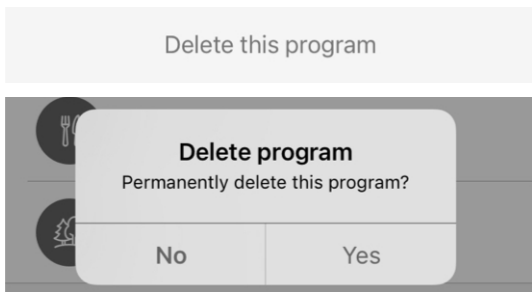 Delete this program
Delete program
Permanently delete this program?
No
Yes